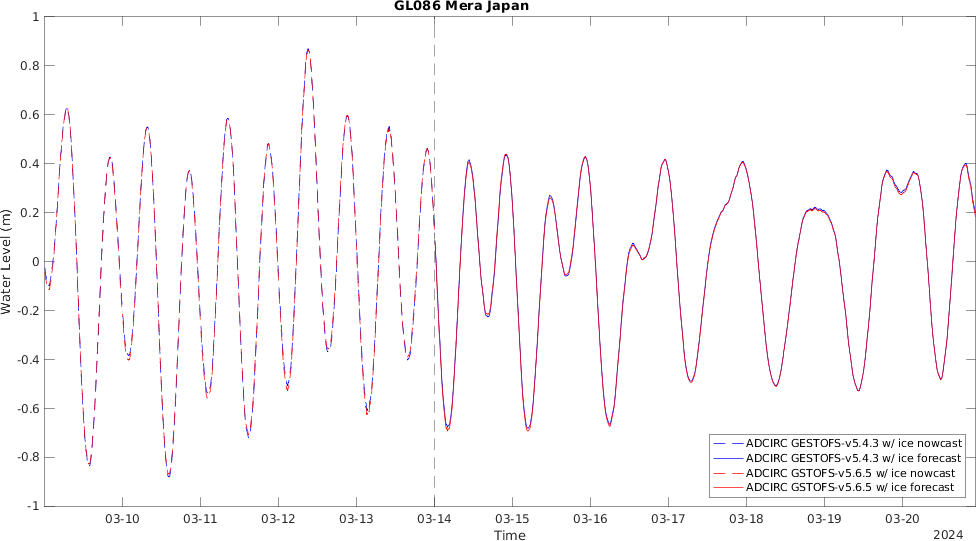 GL086 Mera Japan
1
0.8
0.6
0.4
0.2
0
-0.2
-0.4
-0.6
-0.8
-1
Water Level (m)
ADCIRC GESTOFS-v5.4.3 w/ ice nowcast
ADCIRC GESTOFS-v5.4.3 w/ ice forecast
ADCIRC GSTOFS-v5.6.5 w/ ice nowcast
ADCIRC GSTOFS-v5.6.5 w/ ice forecast
03-10 03-11 03-12 03-13 03-14 03-15 03-16 03-17 03-18 03-19 03-20
Time
2024